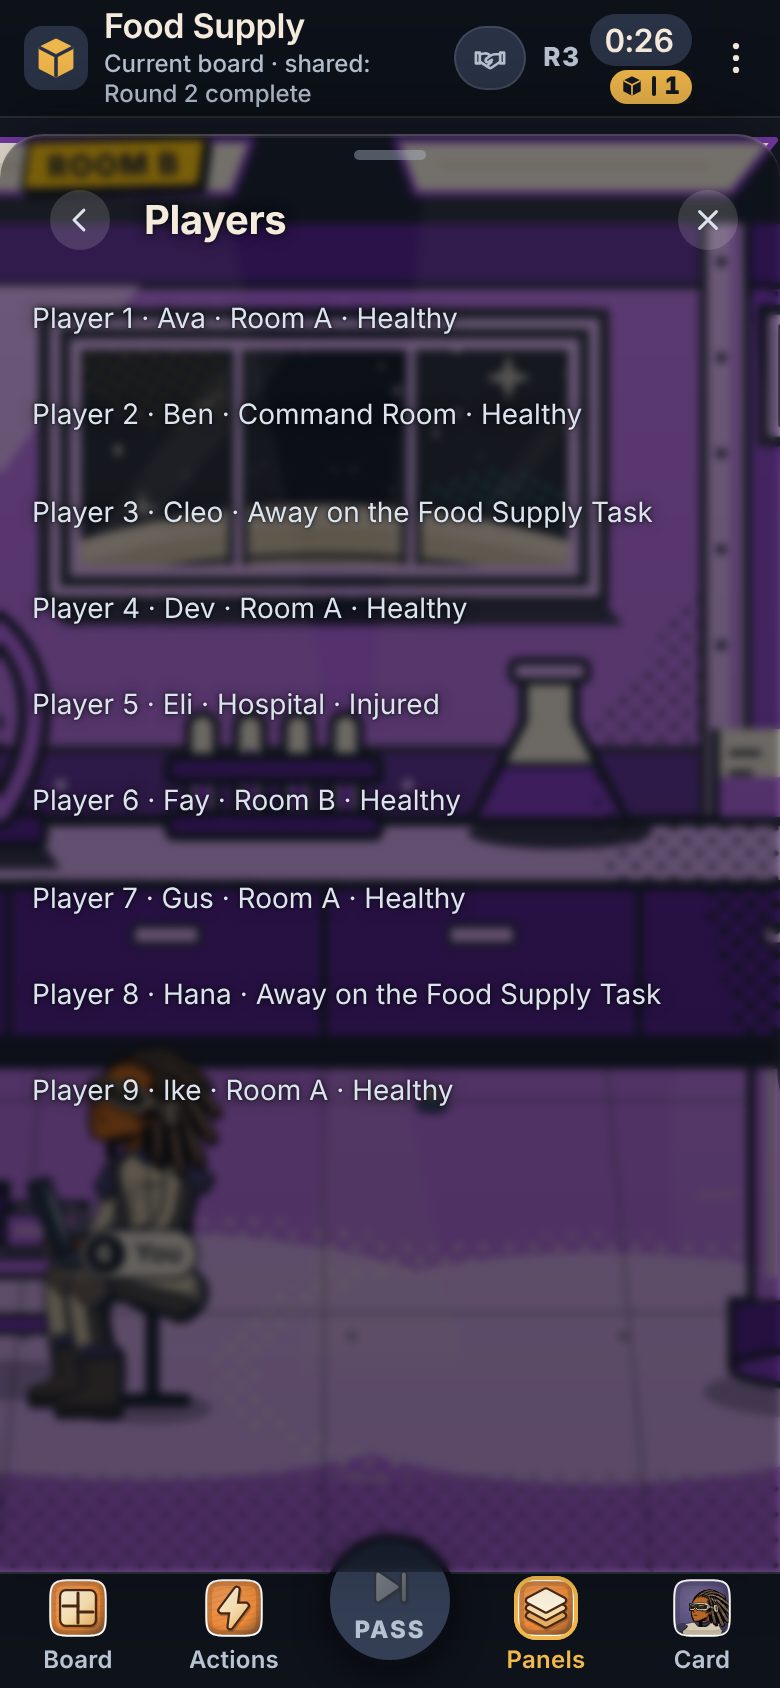 Food Supply
Current board · shared:
Round 2 complete
R3
0:26
1
ROOM B
Players
Player 1 · Ava · Room A · Healthy
Player 2 · Ben · Command Room · Healthy
Player 3 · Cleo · Away on the Food Supply Task
Player 4 · Dev · Room A · Healthy
Player 5 · Eli · Hospital · Injured
Player 6 · Fay · Room B · Healthy
Player 7 · Gus · Room A · Healthy
Player 8 · Hana · Away on the Food Supply Task
Player 9 · Ike · Room A · Healthy
You
PASS
Board
Actions
Panels
Card